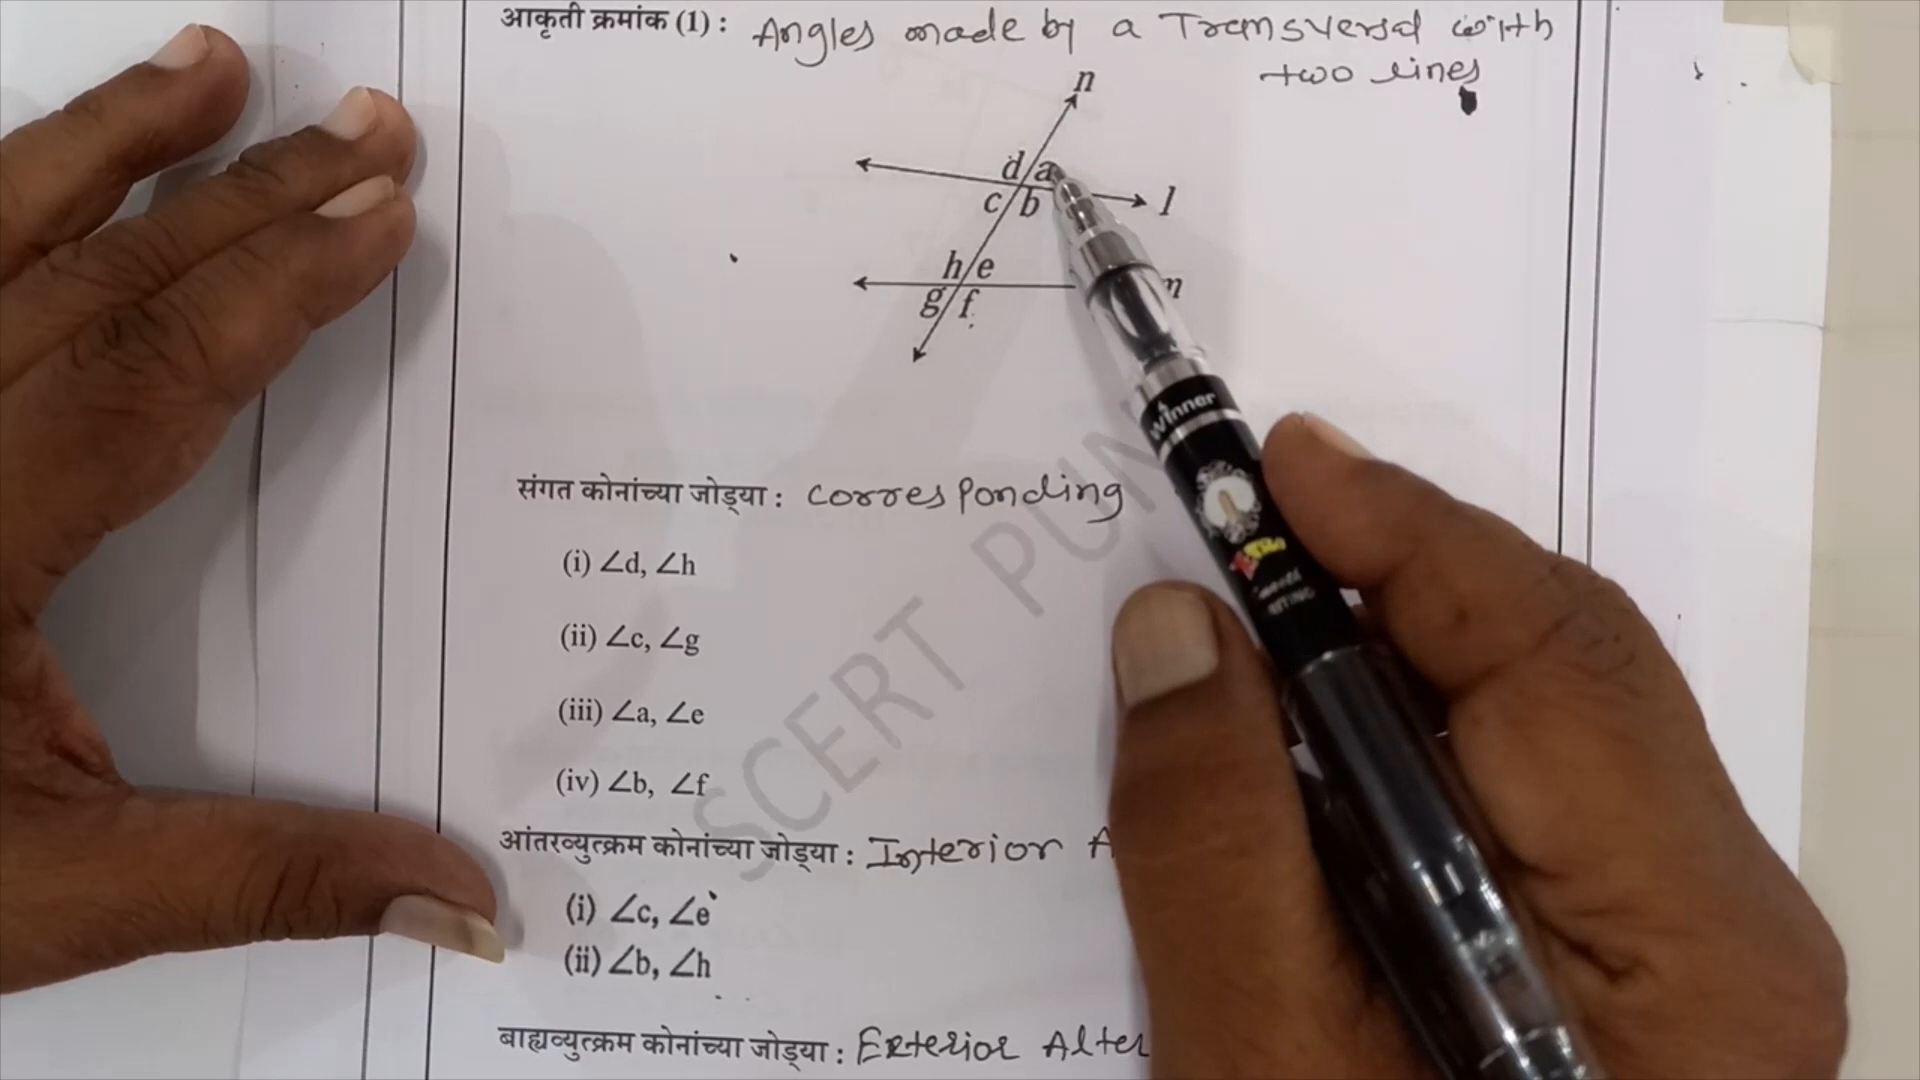 आकृती क्रमांक (1) : Angles made by a Transversal with
two lines
n
d a
l
c b
h e
m
g f
winner
संगत कोनांच्या जोड्या : corresponding
(i) ∠d, ∠h
(ii) ∠c, ∠g
(iii) ∠a, ∠e
(iv) ∠b, ∠f
SCERT PUN
आंतरव्युत्क्रम कोनांच्या जोड्या : Interior A
(i) ∠c, ∠e
(ii) ∠b, ∠h
बाह्यव्युत्क्रम कोनांच्या जोड्या : Exterior Alter